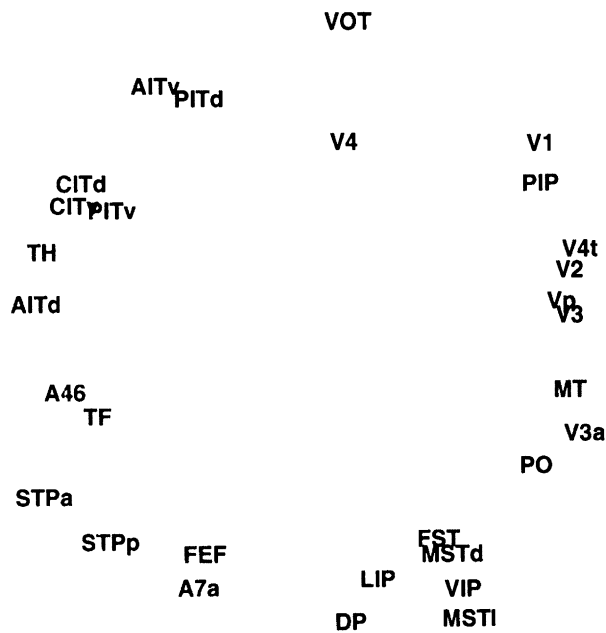 VOT
AITv
PITd
V4
V1
PIP
CITd
CITv
PITv
TH
V4t
V2
AITd
Vp
V3
A46
MT
TF
V3a
PO
STPa
STPp
FEF
FST
MSTd
A7a
LIP
VIP
DP
MSTl